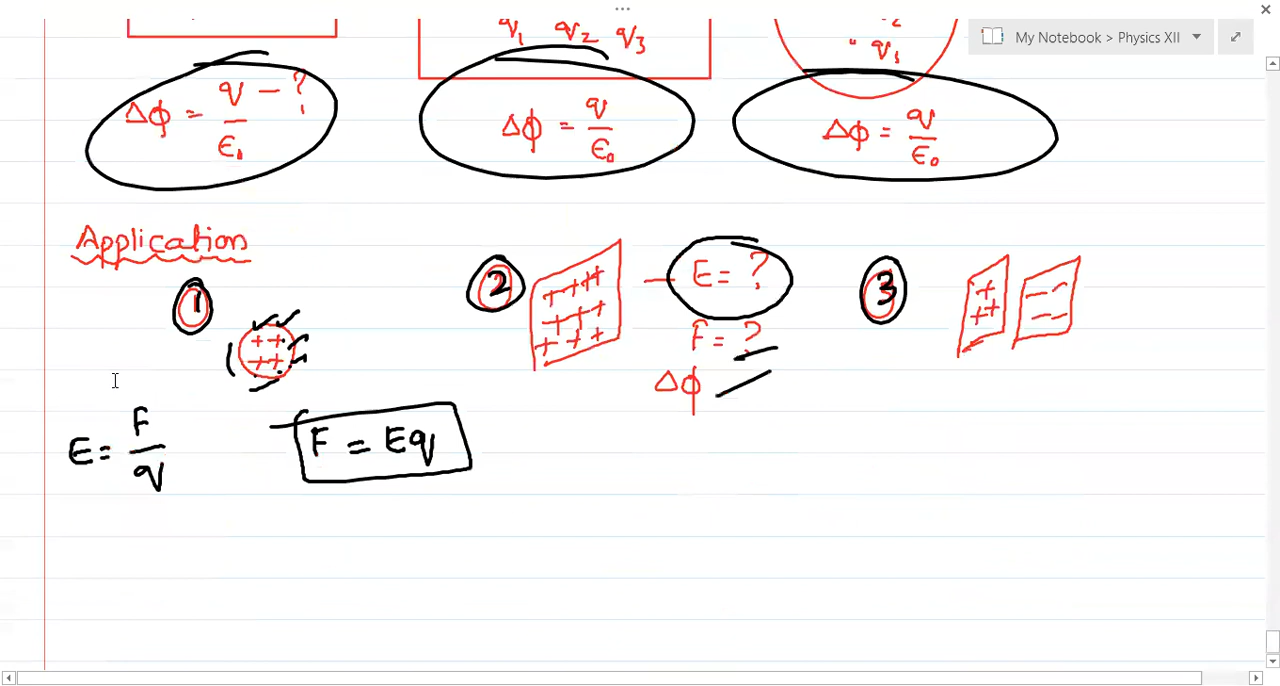 My Notebook > Physics XII
q1 q2 q3
q1
Δϕ = q/ε₀ - ?
Δϕ = q/ε₀
Δϕ = q/ε₀
Application
1
++
++
2
++++
+++
+++
E = ?
F = ?
Δϕ
3
+
++
- -
- -
E = F/q
F = Eq